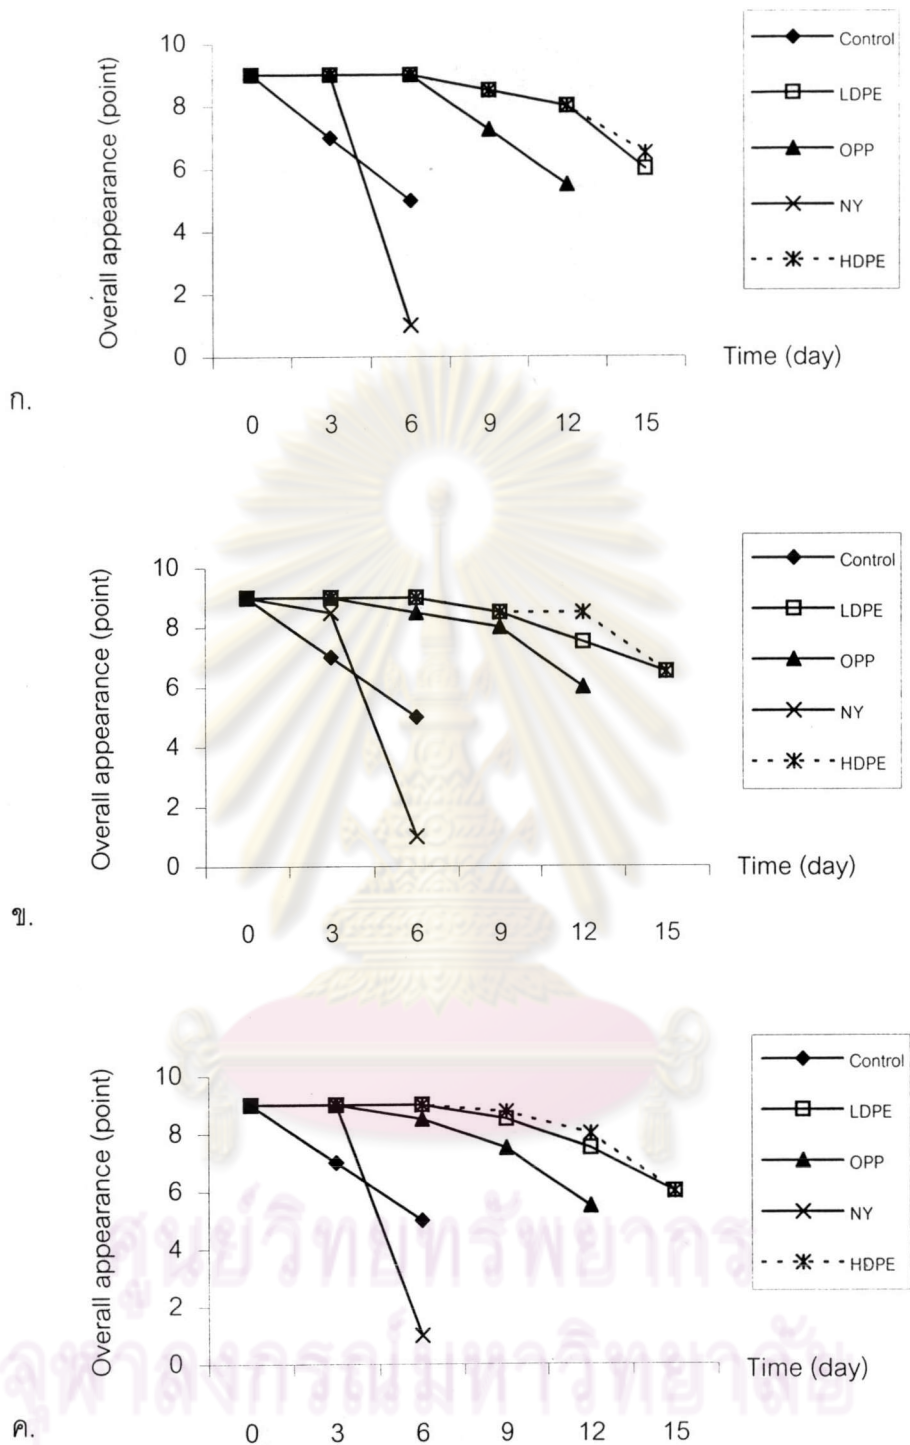 Overall appearance (point)
10
8
6
4
2
0
0 3 6 9 12 15
Time (day)
Control
LDPE
OPP
NY
HDPE
ก.
Overall appearance (point)
10
8
6
4
2
0
0 3 6 9 12 15
Time (day)
Control
LDPE
OPP
NY
HDPE
ข.
Overall appearance (point)
10
8
6
4
2
0
0 3 6 9 12 15
Time (day)
Control
LDPE
OPP
NY
HDPE
ค.
ศูนย์วิทยทรัพยากร
จุฬาลงกรณ์มหาวิทยาลัย